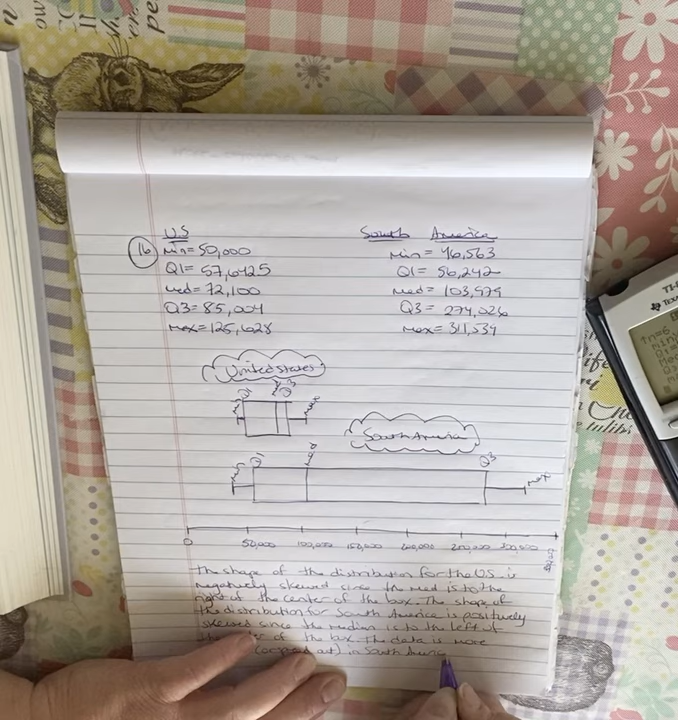 US South America
16 Min= 50,000 Min= 46,563
Q1= 57,6425 Q1= 56,242
med= 72,100 Med= 103,979
Q3= 85,004 Q3= 274,026
Max= 125,628 Max= 311,539
United States
Min Q1 med Q3 Max
South America
Min Q1 med Q3 Max
0 50,000 100,000 150,000 200,000 250,000 300,000
The shape of the distribution for the US is
negatively skewed since the med is to the
right of the center of the box. The shape of
the distribution for South America is positively
skewed since the median is to the left of
the of the box. The data is more
out) in South America